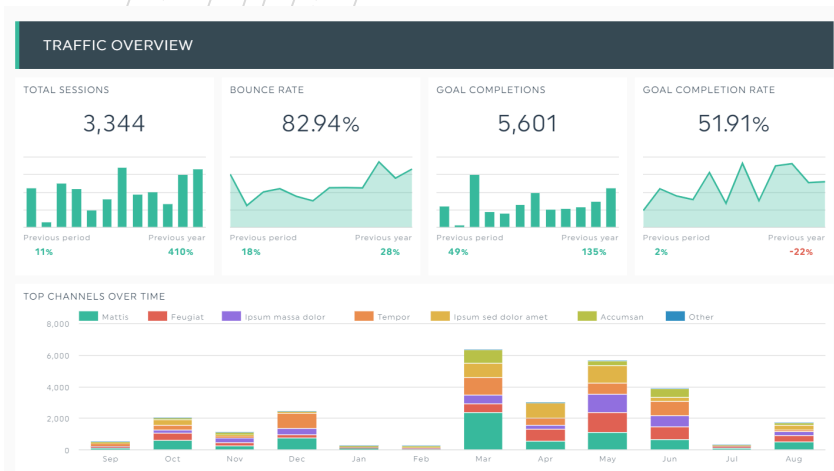 TRAFFIC OVERVIEW
TOTAL SESSIONS
3,344
Previous period Previous year
11% 410%
BOUNCE RATE
82.94%
Previous period Previous year
18% 28%
GOAL COMPLETIONS
5,601
Previous period Previous year
49% 135%
GOAL COMPLETION RATE
51.91%
Previous period Previous year
2% -22%
TOP CHANNELS OVER TIME
Mattis Feugiat Ipsum massa dolor Tempor Ipsum sed dolor amet Accumsan Other
8,000
6,000
4,000
2,000
0
Sep Oct Nov Dec Jan Feb Mar Apr May Jun Jul Aug